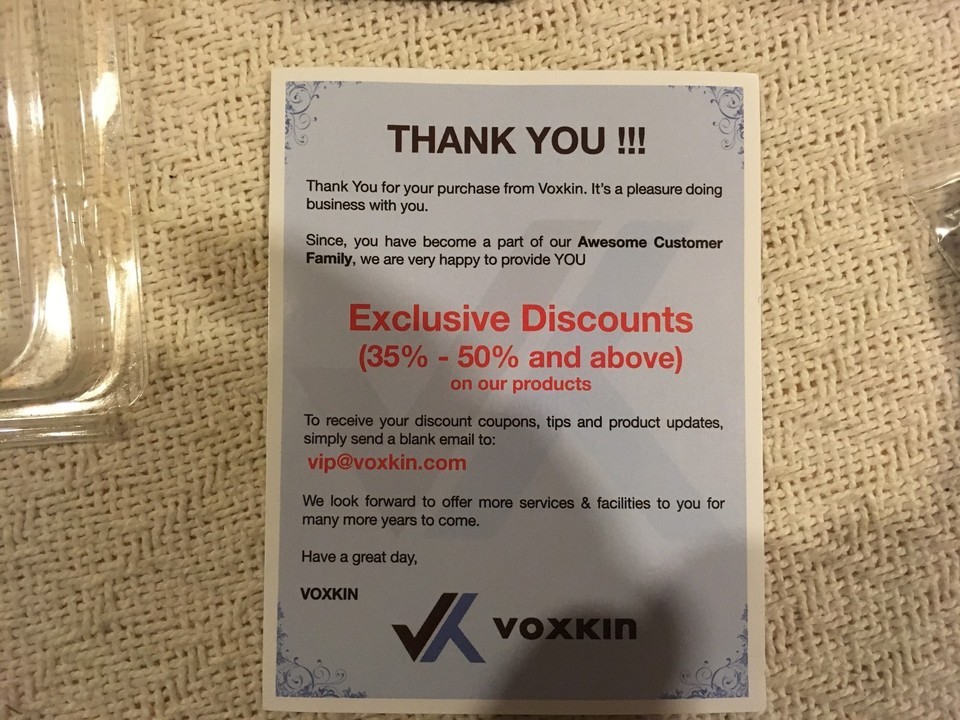 THANK YOU !!!
Thank You for your purchase from Voxkin. It's a pleasure doing
business with you.
Since, you have become a part of our Awesome Customer
Family, we are very happy to provide YOU
Exclusive Discounts
(35% - 50% and above)
on our products
To receive your discount coupons, tips and product updates,
simply send a blank email to:
vip@voxkin.com
We look forward to offer more services & facilities to you for
many more years to come.
Have a great day,
VOXKIN
VOXKIN